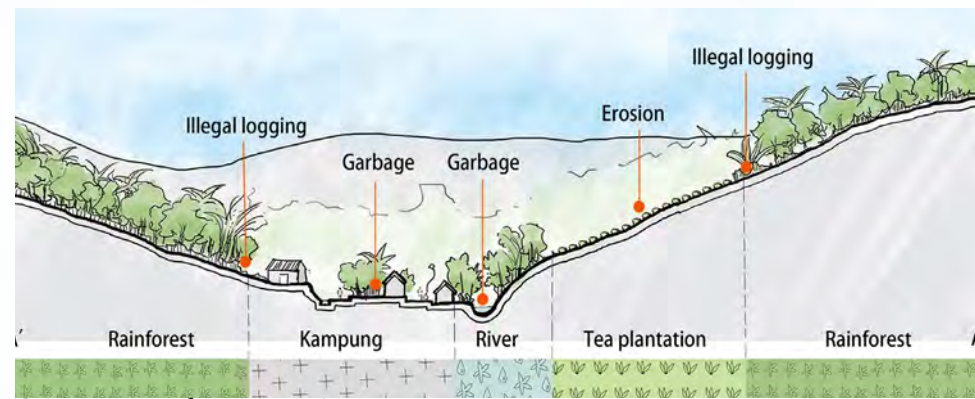 Illegal logging
Erosion
Illegal logging
Garbage
Garbage
Rainforest
Kampung
River
Tea plantation
Rainforest